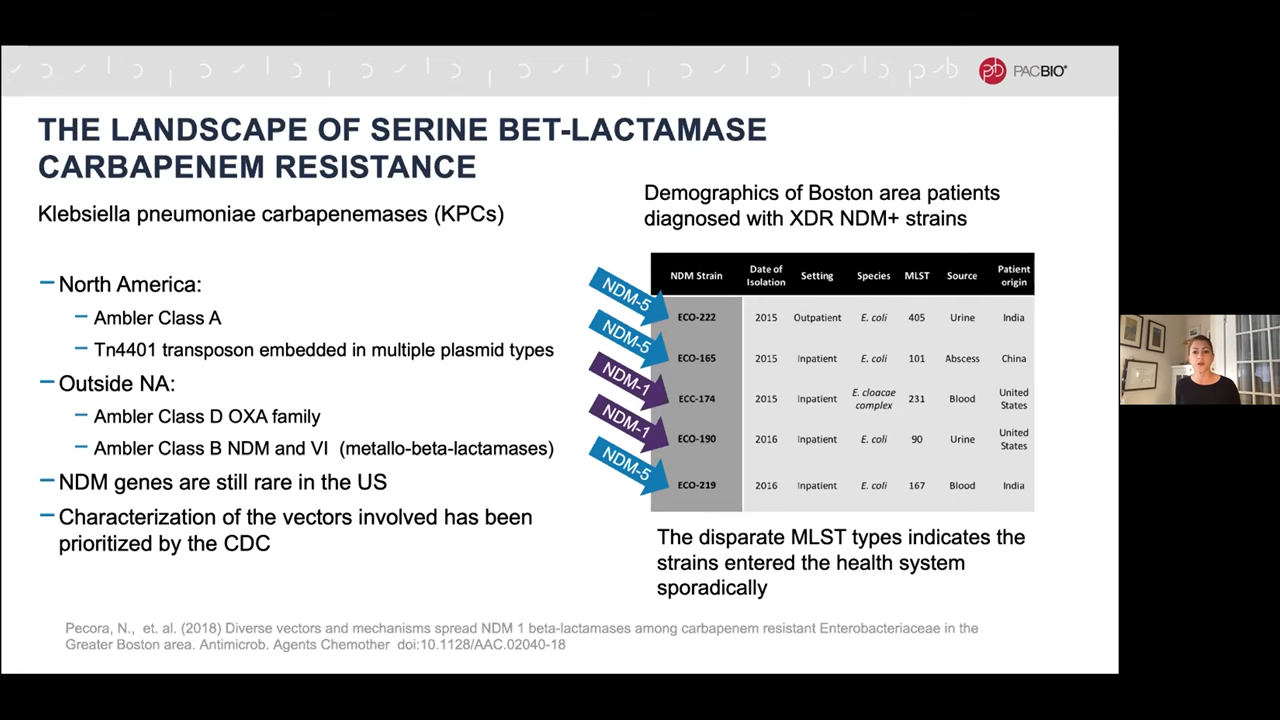 PACBIO®
THE LANDSCAPE OF SERINE BET-LACTAMASE
CARBAPENEM RESISTANCE
Klebsiella pneumoniae carbapenemases (KPCs)
– North America:
– Ambler Class A
– Tn4401 transposon embedded in multiple plasmid types
– Outside NA:
– Ambler Class D OXA family
– Ambler Class B NDM and VI (metallo-beta-lactamases)
– NDM genes are still rare in the US
– Characterization of the vectors involved has been
prioritized by the CDC
Demographics of Boston area patients
diagnosed with XDR NDM+ strains
NDM Strain Date of Isolation Setting Species MLST Source Patient origin
NDM-5 ECO-222 2015 Outpatient E. coli 405 Urine India
NDM-5 ECO-165 2015 Inpatient E. coli 101 Abscess China
NDM-1 ECC-174 2015 Inpatient E. cloacae complex 231 Blood United States
NDM-1 ECO-190 2016 Inpatient E. coli 90 Urine United States
NDM-5 ECO-219 2016 Inpatient E. coli 167 Blood India
The disparate MLST types indicates the
strains entered the health system
sporadically
Pecora, N., et. al. (2018) Diverse vectors and mechanisms spread NDM 1 beta-lactamases among carbapenem resistant Enterobacteriaceae in the
Greater Boston area. Antimicrob. Agents Chemother doi:10.1128/AAC.02040-18